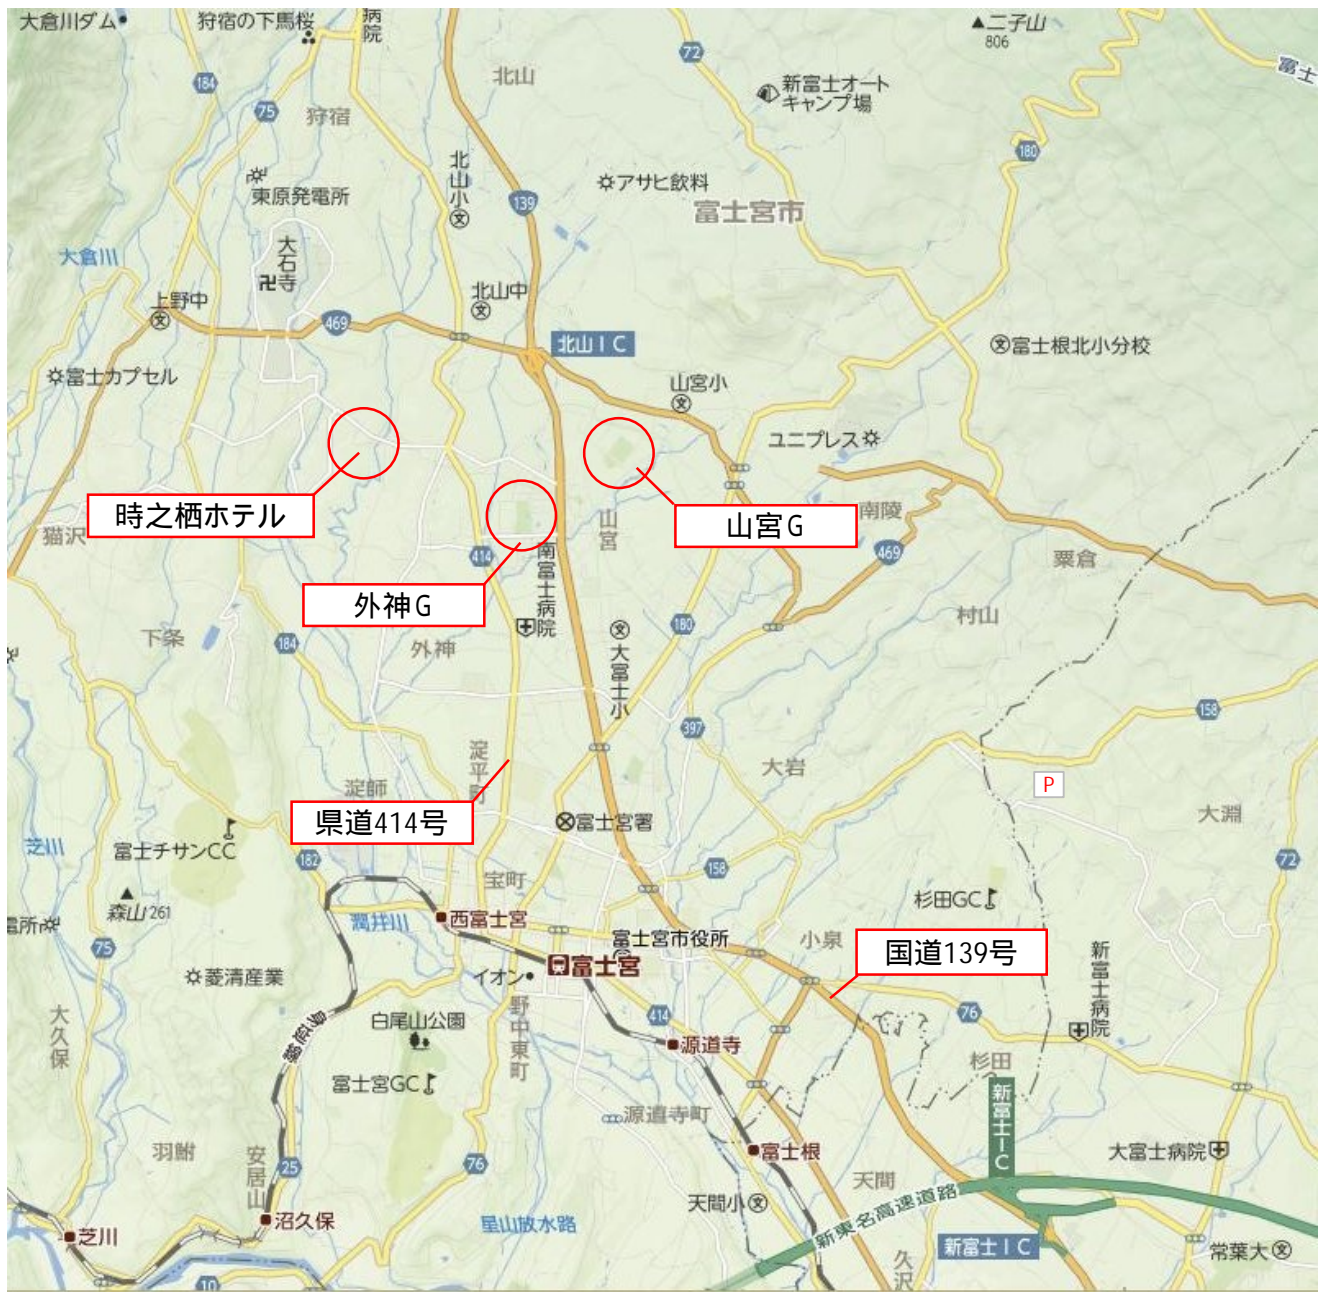 大倉川ダム
狩宿の下馬桜
病院
二子山
806
72
富士
184
北山
新富士オート
キャンプ場
75
狩宿
180
北山小
東原発電所
アサヒ飲料
139
富士宮市
大倉川
大石寺
上野中
北山中
469
北山IC
富士根北小分校
富士カプセル
山宮小
ユニプレス
時之栖ホテル
山宮G
南陵
猫沢
山宮
414
南富士病院
469
粟倉
外神G
下条
184
外神
大富士小
180
村山
397
158
淀平町
大岩
淀師
P
県道414号
富士宮署
大淵
芝川
富士チサンCC
182
宝町
158
72
森山261
杉田GC
電所
潤井川
西富士宮
富士宮市役所
小泉
国道139号
75
菱清産業
イオン
富士宮
新富士病院
大久保
身延線
白尾山公園
野中東町
414
76
源道寺
富士宮GC
杉田
源道寺町
新富士IC
羽鮒
安居山
25
76
富士根
大富士病院
天間
天間小
沼久保
星山放水路
新東名高速道路
芝川
新富士IC
常葉大
久沢
10